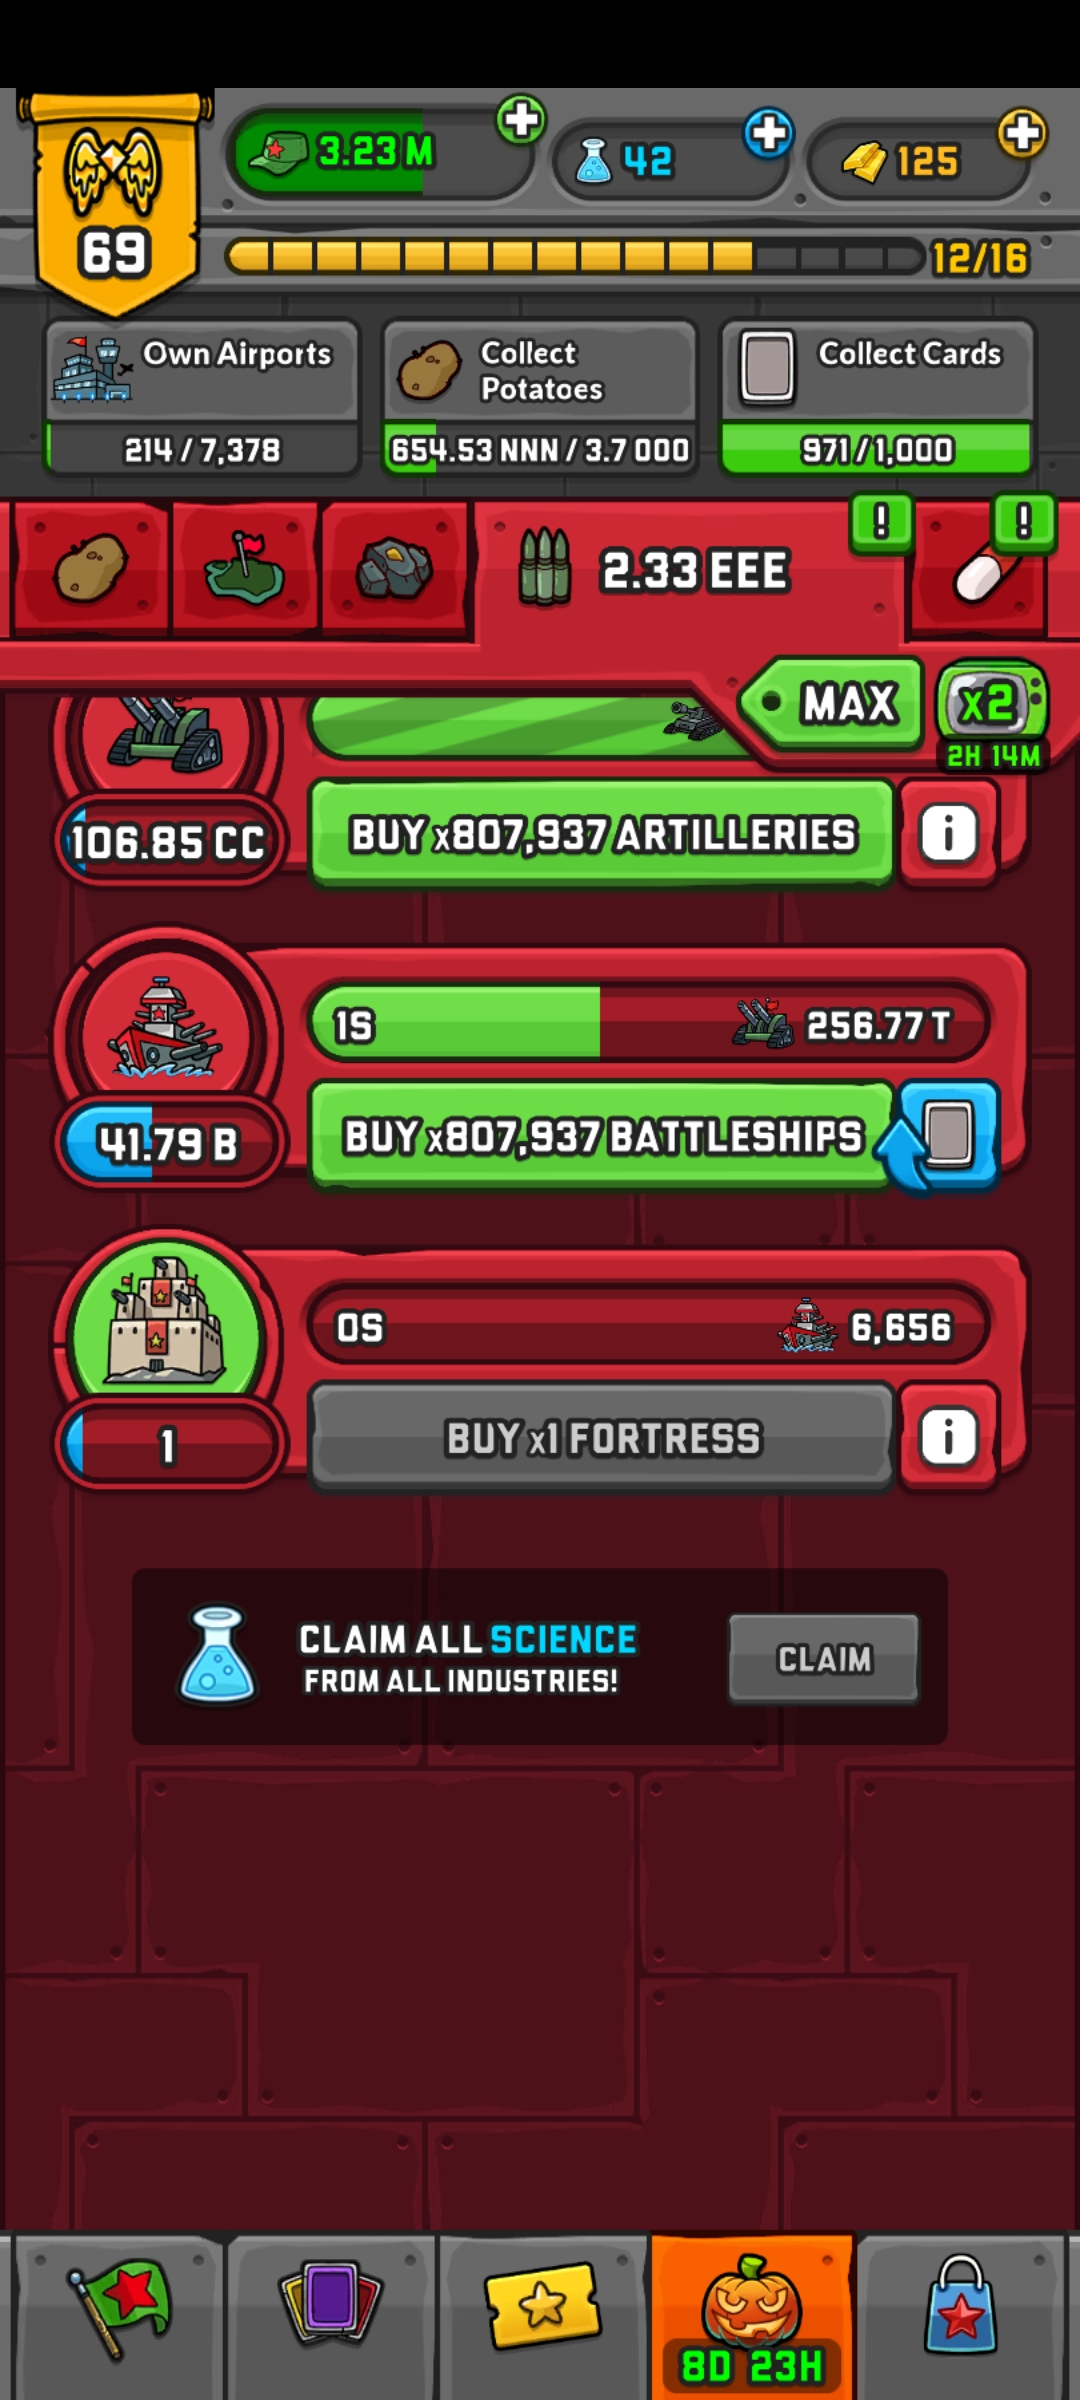 69
3.23 M
42
125
12/16
Own Airports
214 / 7,378
Collect
Potatoes
654.53 NNN / 3.7 OOO
Collect Cards
971 / 1,000
!
!
2.33 EEE
MAX
x2
2H 14M
106.85 CC
BUY x807,937 ARTILLERIES
i
1S
256.77 T
41.79 B
BUY x807,937 BATTLESHIPS
0S
6,656
1
BUY x1 FORTRESS
i
CLAIM ALL SCIENCE
FROM ALL INDUSTRIES!
CLAIM
8D 23H